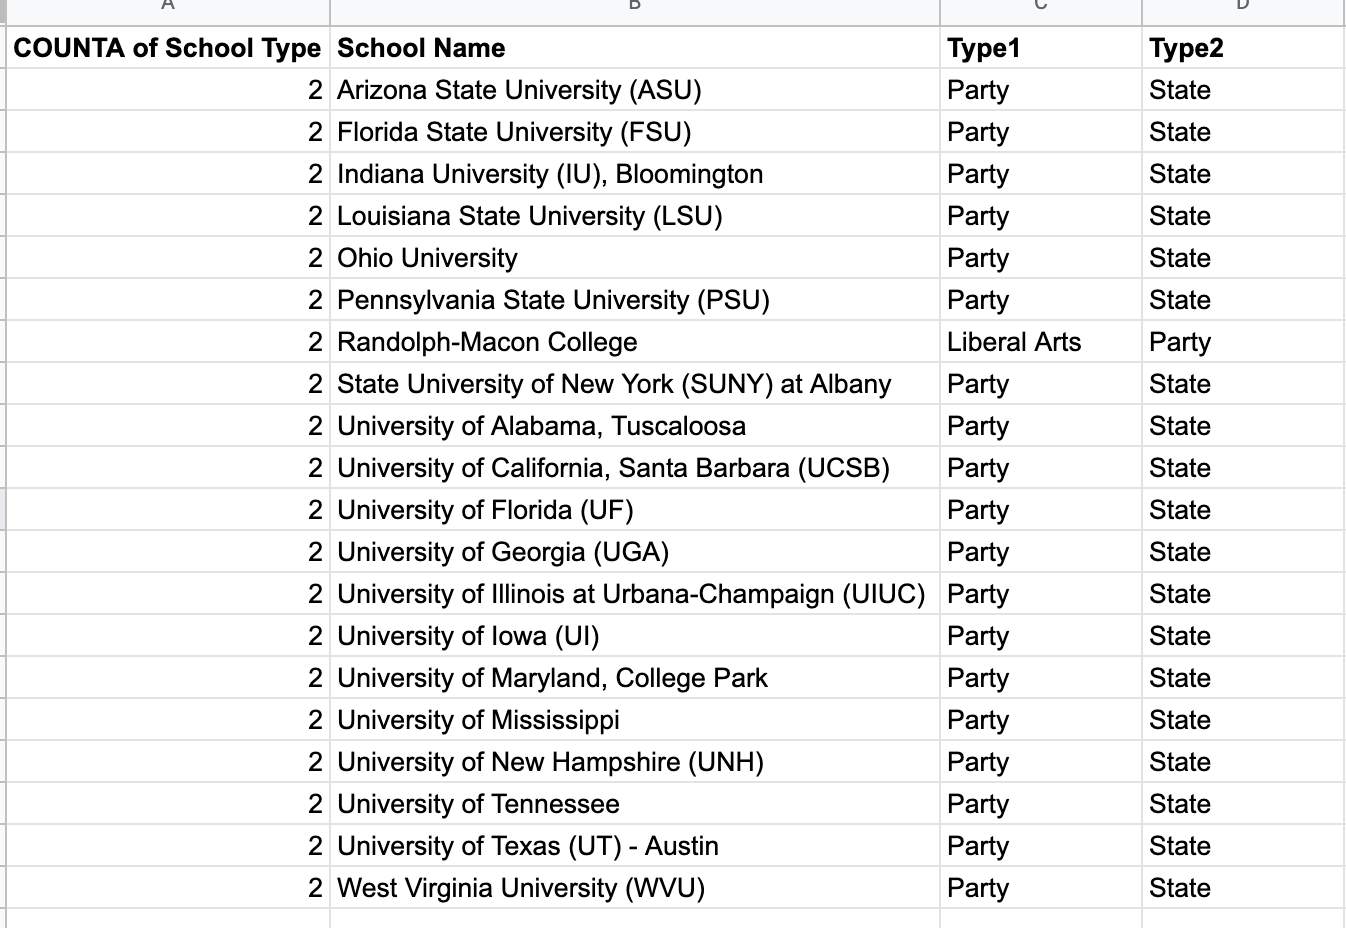 A B C D
COUNTA of School Type School Name Type1 Type2
2 Arizona State University (ASU) Party State
2 Florida State University (FSU) Party State
2 Indiana University (IU), Bloomington Party State
2 Louisiana State University (LSU) Party State
2 Ohio University Party State
2 Pennsylvania State University (PSU) Party State
2 Randolph-Macon College Liberal Arts Party
2 State University of New York (SUNY) at Albany Party State
2 University of Alabama, Tuscaloosa Party State
2 University of California, Santa Barbara (UCSB) Party State
2 University of Florida (UF) Party State
2 University of Georgia (UGA) Party State
2 University of Illinois at Urbana-Champaign (UIUC) Party State
2 University of Iowa (UI) Party State
2 University of Maryland, College Park Party State
2 University of Mississippi Party State
2 University of New Hampshire (UNH) Party State
2 University of Tennessee Party State
2 University of Texas (UT) - Austin Party State
2 West Virginia University (WVU) Party State